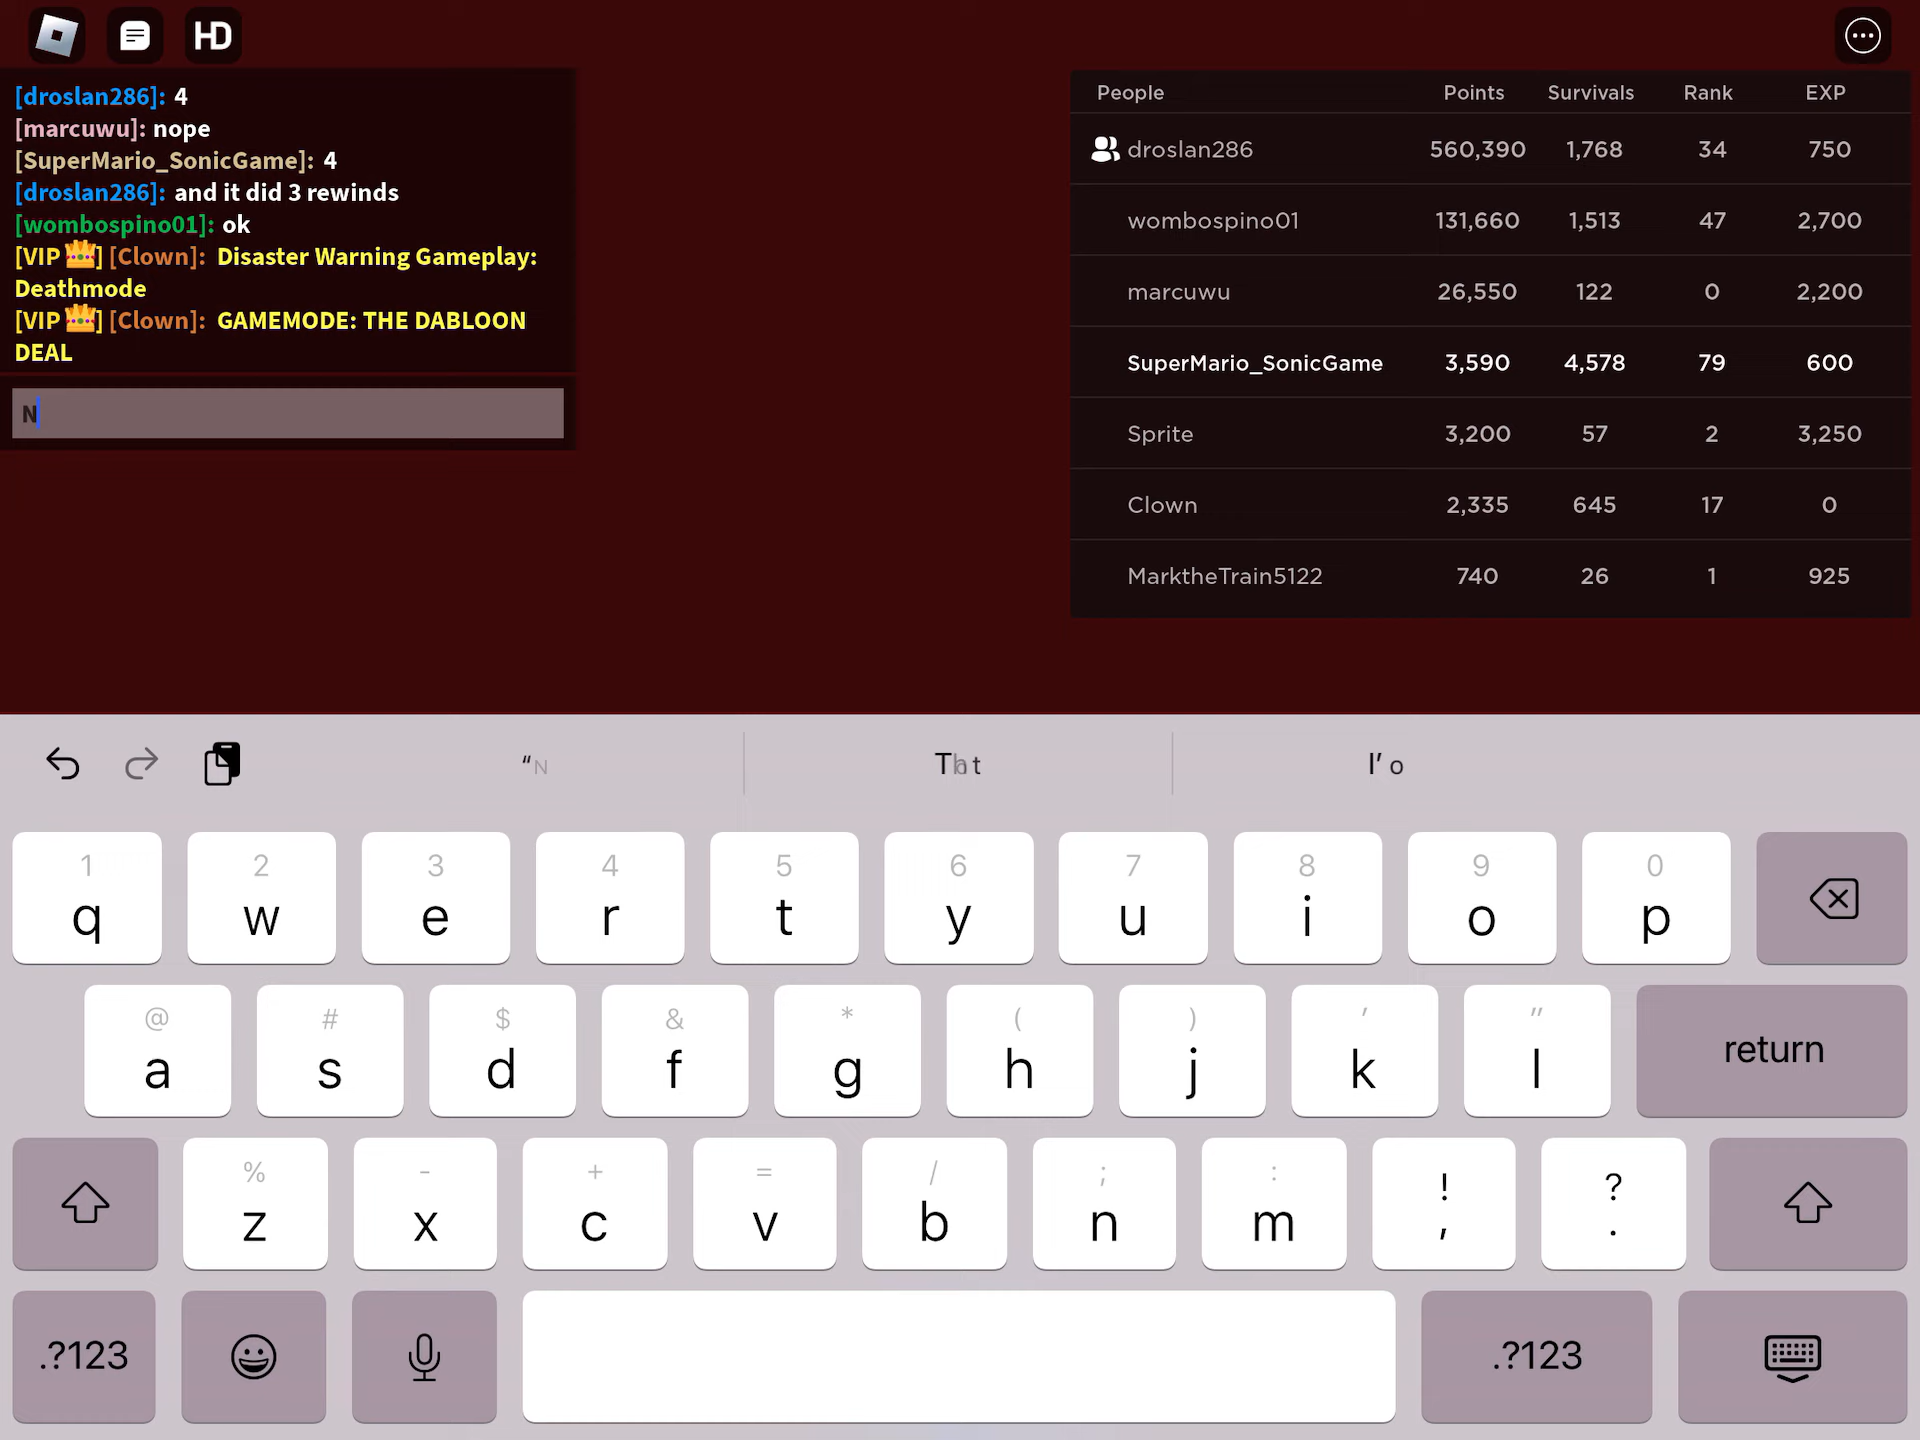 HD
[droslan286]: 4
[marcuwu]: nope
[SuperMario_SonicGame]: 4
[droslan286]: and it did 3 rewinds
[wombospino01]: ok
[VIP👑] [Clown]: Disaster Warning Gameplay:
Deathmode
[VIP👑] [Clown]: GAMEMODE: THE DABLOON
DEAL
N
People Points Survivals Rank EXP
droslan286 560,390 1,768 34 750
wombospino01 131,660 1,513 47 2,700
marcuwu 26,550 122 0 2,200
SuperMario_SonicGame 3,590 4,578 79 600
Sprite 3,200 57 2 3,250
Clown 2,335 645 17 0
MarktheTrain5122 740 26 1 925
“N
1 2 3 4 5 6 7 8 9 0
q w e r t y u i o p
@ # $ & * ( ) ' "
a s d f g h j k l return
% - + = / ; : ! ?
z x c v b n m , .
.?123 .?123